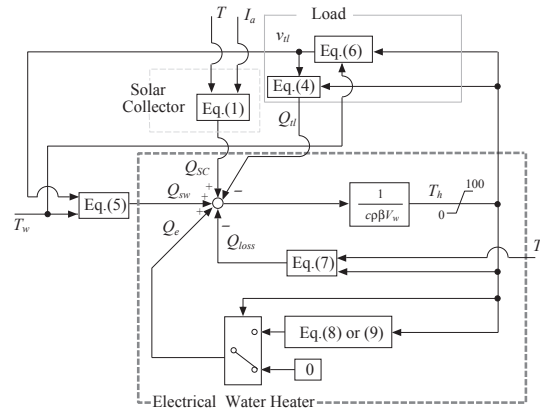 T I_a Load
v_tl Eq.(6)
Solar
Collector
Eq.(1) Eq.(4)
Q_tl
Q_SC
Q_sw + −
T_w Eq.(5) + 1/cρβV_w T_h 100
0
Q_e + −
Q_loss T
Eq.(7)
Eq.(8) or (9)
0
Electrical Water Heater